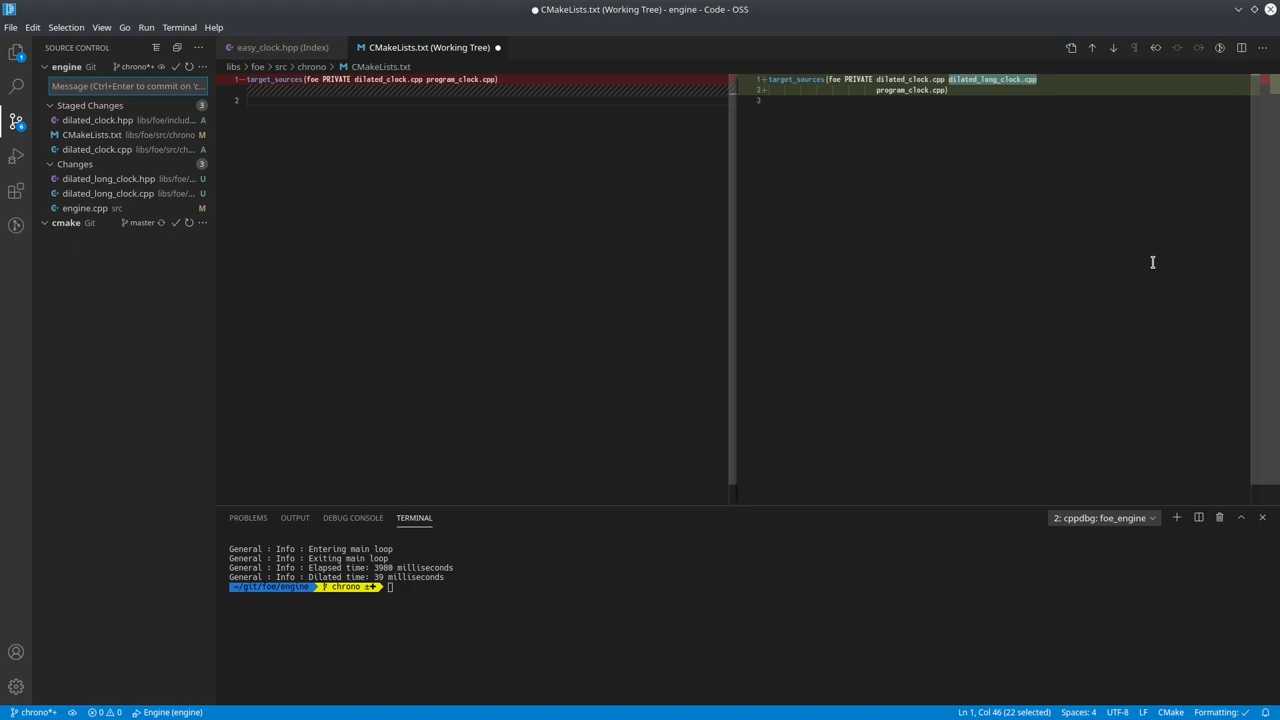 CMakeLists.txt (Working Tree) - engine - Code - OSS
File Edit Selection View Go Run Terminal Help
SOURCE CONTROL
easy_clock.hpp (Index)
CMakeLists.txt (Working Tree)
engine Git chrono*+
libs > foe > src > chrono > CMakeLists.txt
Message (Ctrl+Enter to commit on 'c...
Staged Changes 3
dilated_clock.hpp libs/foe/includ... A
CMakeLists.txt libs/foe/src/chrono M
dilated_clock.cpp libs/foe/src/ch... A
Changes 3
dilated_long_clock.hpp libs/foe/... U
dilated_long_clock.cpp libs/foe/... U
engine.cpp src M
cmake Git master
1 - target_sources(foe PRIVATE dilated_clock.cpp program_clock.cpp)
2
1 + target_sources(foe PRIVATE dilated_clock.cpp dilated_long_clock.cpp
2 + program_clock.cpp)
3
PROBLEMS OUTPUT DEBUG CONSOLE TERMINAL
2: cppdbg: foe_engine
General : Info : Entering main loop
General : Info : Exiting main loop
General : Info : Elapsed time: 3980 milliseconds
General : Info : Dilated time: 39 milliseconds
~/git/foe/engine chrono ±✚
1
6
chrono*+ 0 0 Engine (engine)
Ln 1, Col 46 (22 selected) Spaces: 4 UTF-8 LF CMake Formatting: ✓